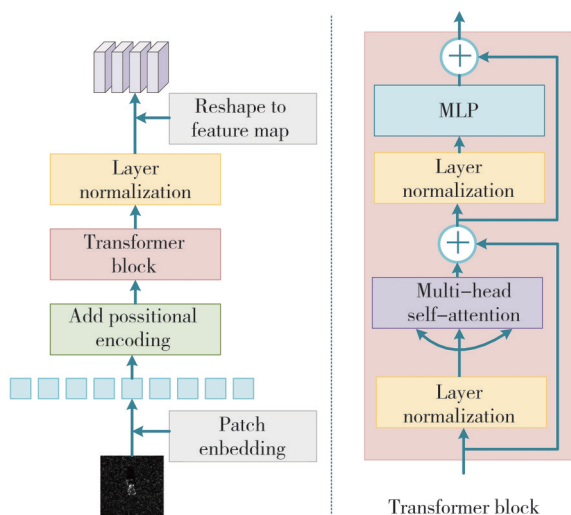 Reshape to
feature map
Layer
normalization
Transformer
block
Add possitional
encoding
Patch
enbedding
MLP
Layer
normalization
Multi-head
self-attention
Layer
normalization
Transformer block